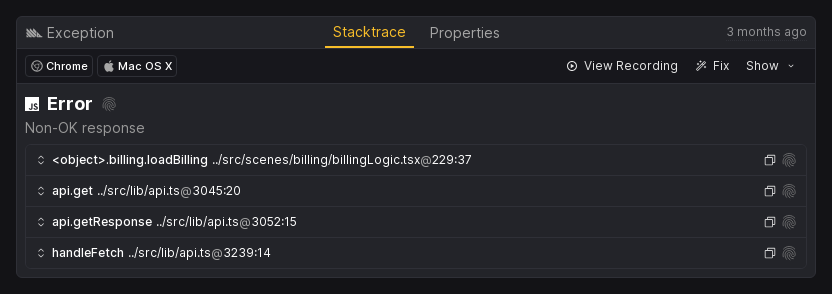 Exception Stacktrace Properties 3 months ago
Chrome Mac OS X View Recording Fix Show
JS Error
Non-OK response
<object>.billing.loadBilling ../src/scenes/billing/billingLogic.tsx@229:37
api.get ../src/lib/api.ts@3045:20
api.getResponse ../src/lib/api.ts@3052:15
handleFetch ../src/lib/api.ts@3239:14